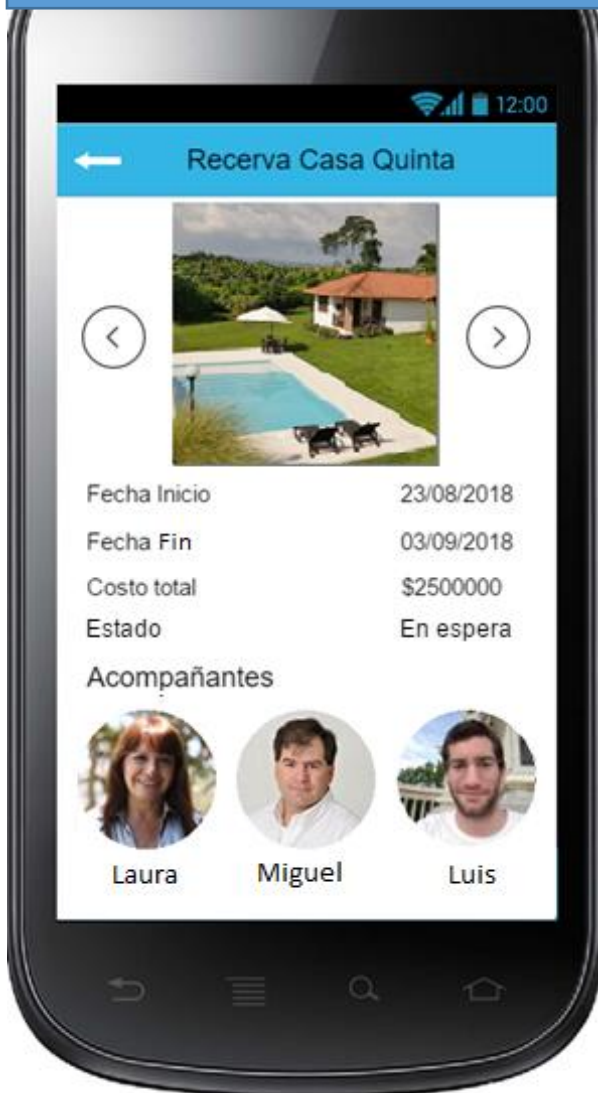 12:00
Recerva Casa Quinta
Fecha Inicio 23/08/2018
Fecha Fin 03/09/2018
Costo total $2500000
Estado En espera
Acompañantes
Laura Miguel Luis